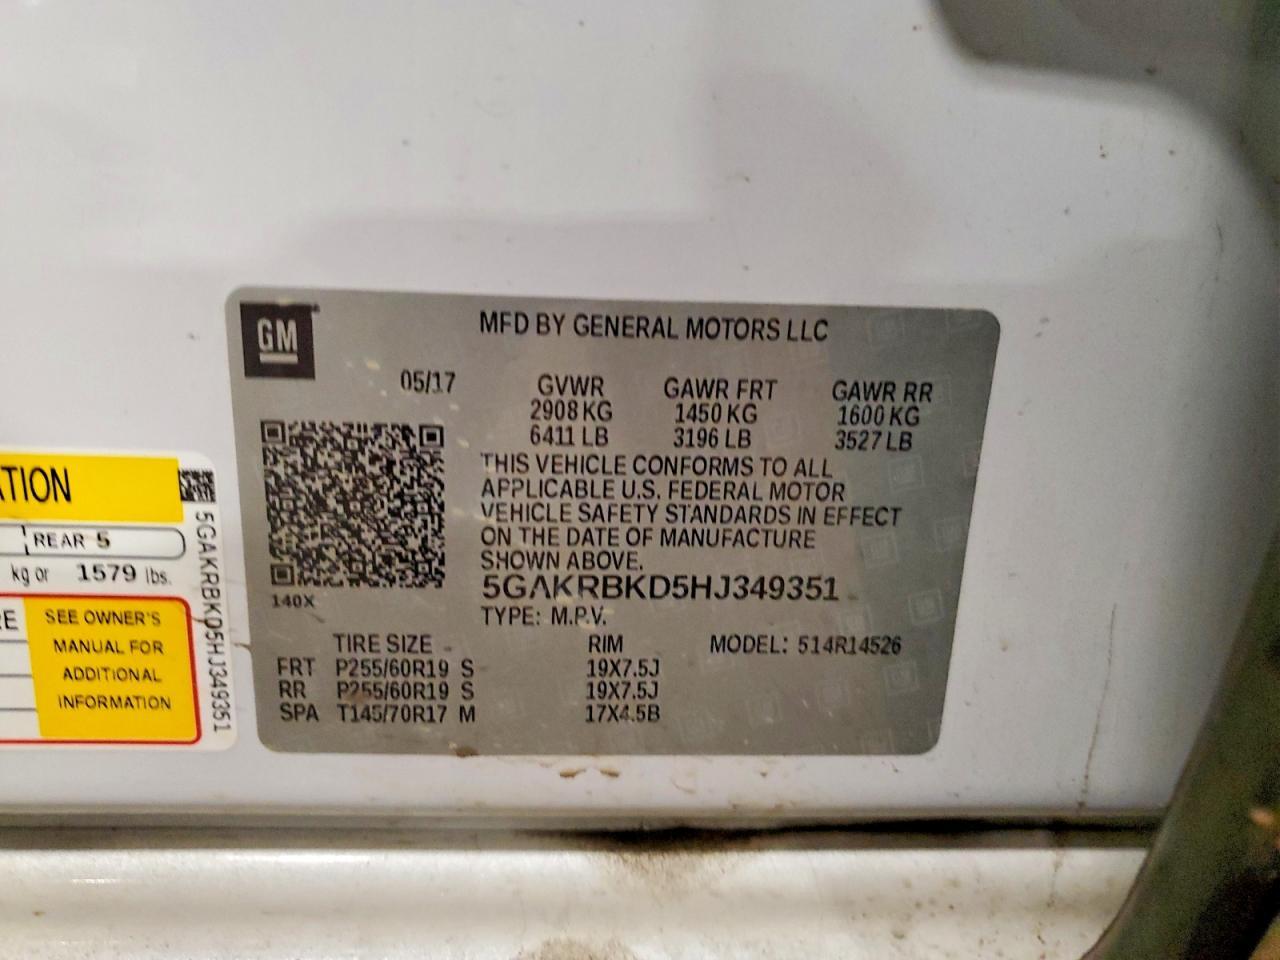 GM
MFD BY GENERAL MOTORS LLC
05/17
GVWR GAWR FRT GAWR RR
2908 KG 1450 KG 1600 KG
6411 LB 3196 LB 3527 LB
THIS VEHICLE CONFORMS TO ALL
APPLICABLE U.S. FEDERAL MOTOR
VEHICLE SAFETY STANDARDS IN EFFECT
ON THE DATE OF MANUFACTURE
SHOWN ABOVE.
5GAKRBKD5HJ349351
140X
TYPE: M.P.V.
TIRE SIZE RIM MODEL: 514R14526
FRT P255/60R19 S 19X7.5J
RR P255/60R19 S 19X7.5J
SPA T145/70R17 M 17X4.5B
REAR 5
kg or 1579 lbs.
SEE OWNER'S
MANUAL FOR
ADDITIONAL
INFORMATION
5GAKRBKD5HJ349351